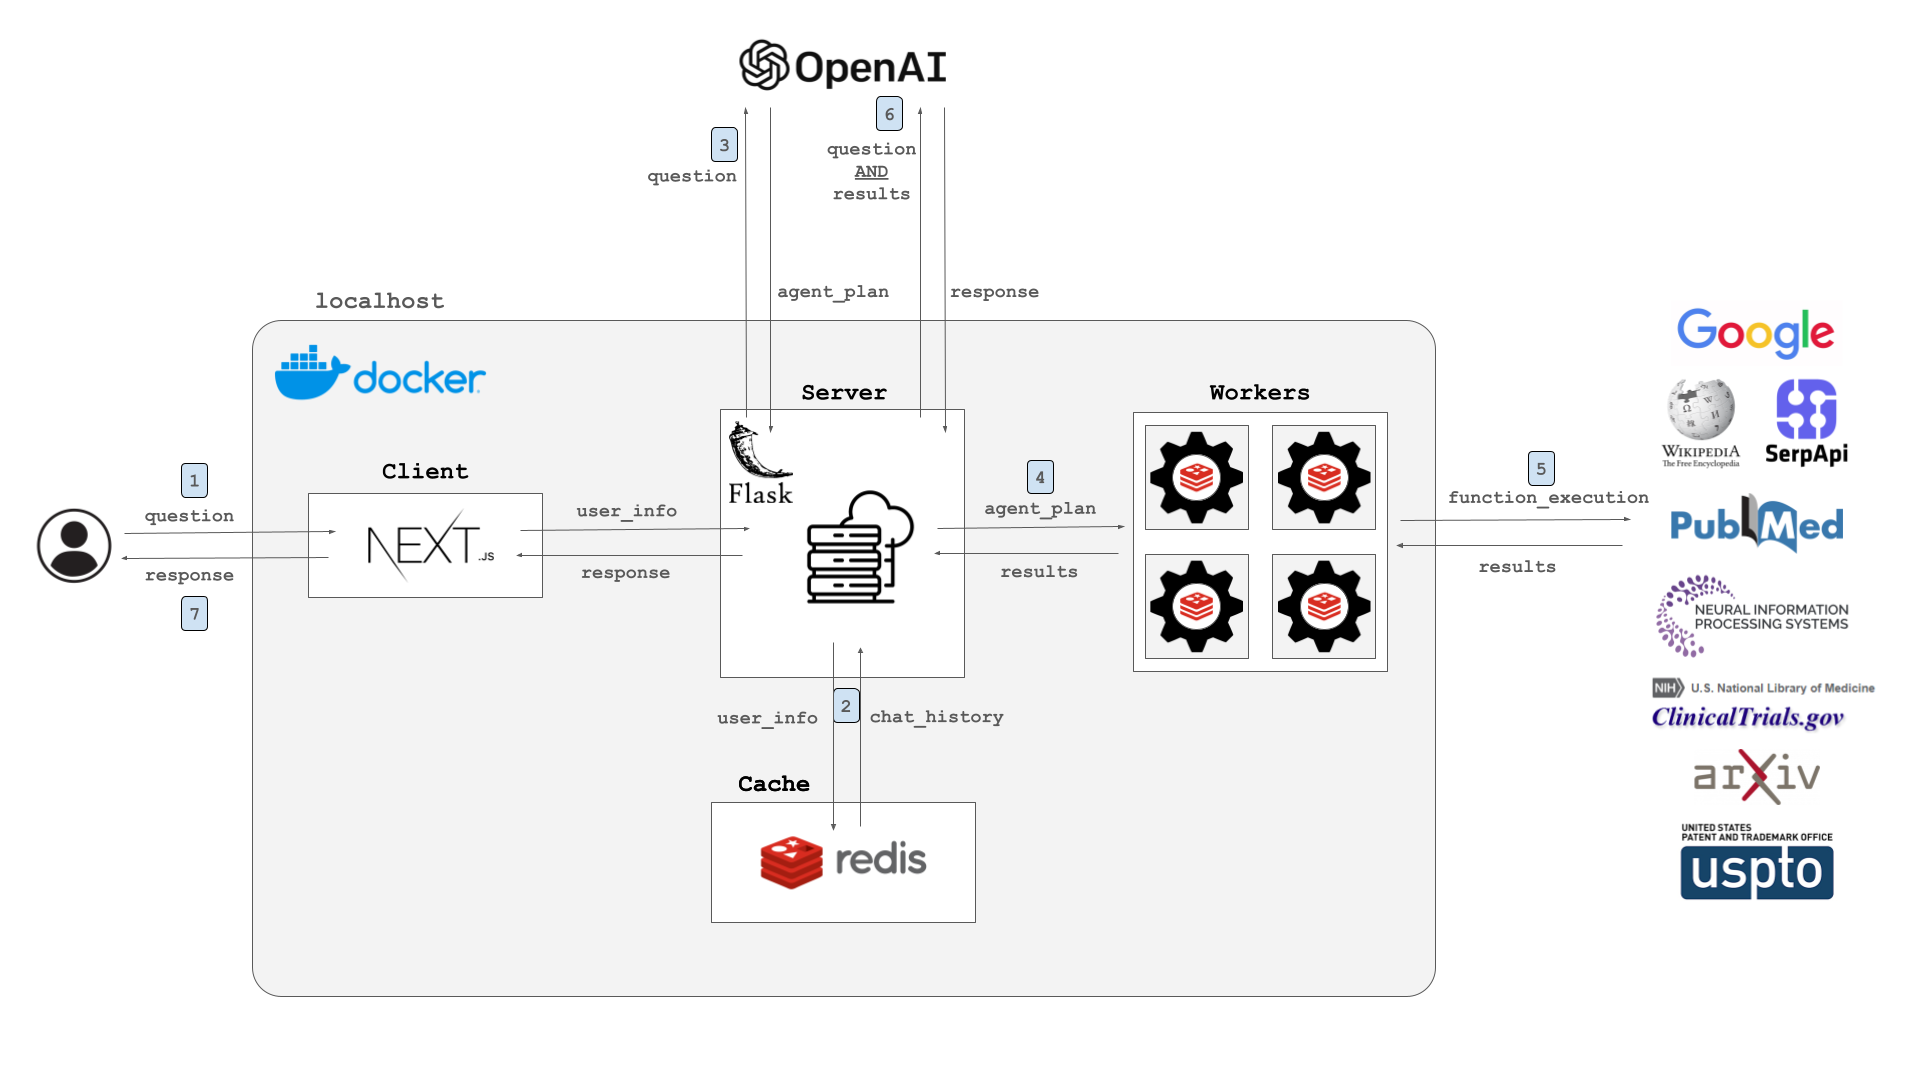 OpenAI
6
3
question
AND
results
question
agent_plan
response
localhost
docker
Server
Workers
Flask
Client
1
question
NEXT.JS
user_info
response
response
7
4
agent_plan
results
5
function_execution
results
user_info
2
chat_history
Cache
redis
Google
WIKIPEDIA
The Free Encyclopedia
SerpApi
PubMed
NEURAL INFORMATION
PROCESSING SYSTEMS
NIH U.S. National Library of Medicine
ClinicalTrials.gov
arXiv
UNITED STATES
PATENT AND TRADEMARK OFFICE
uspto